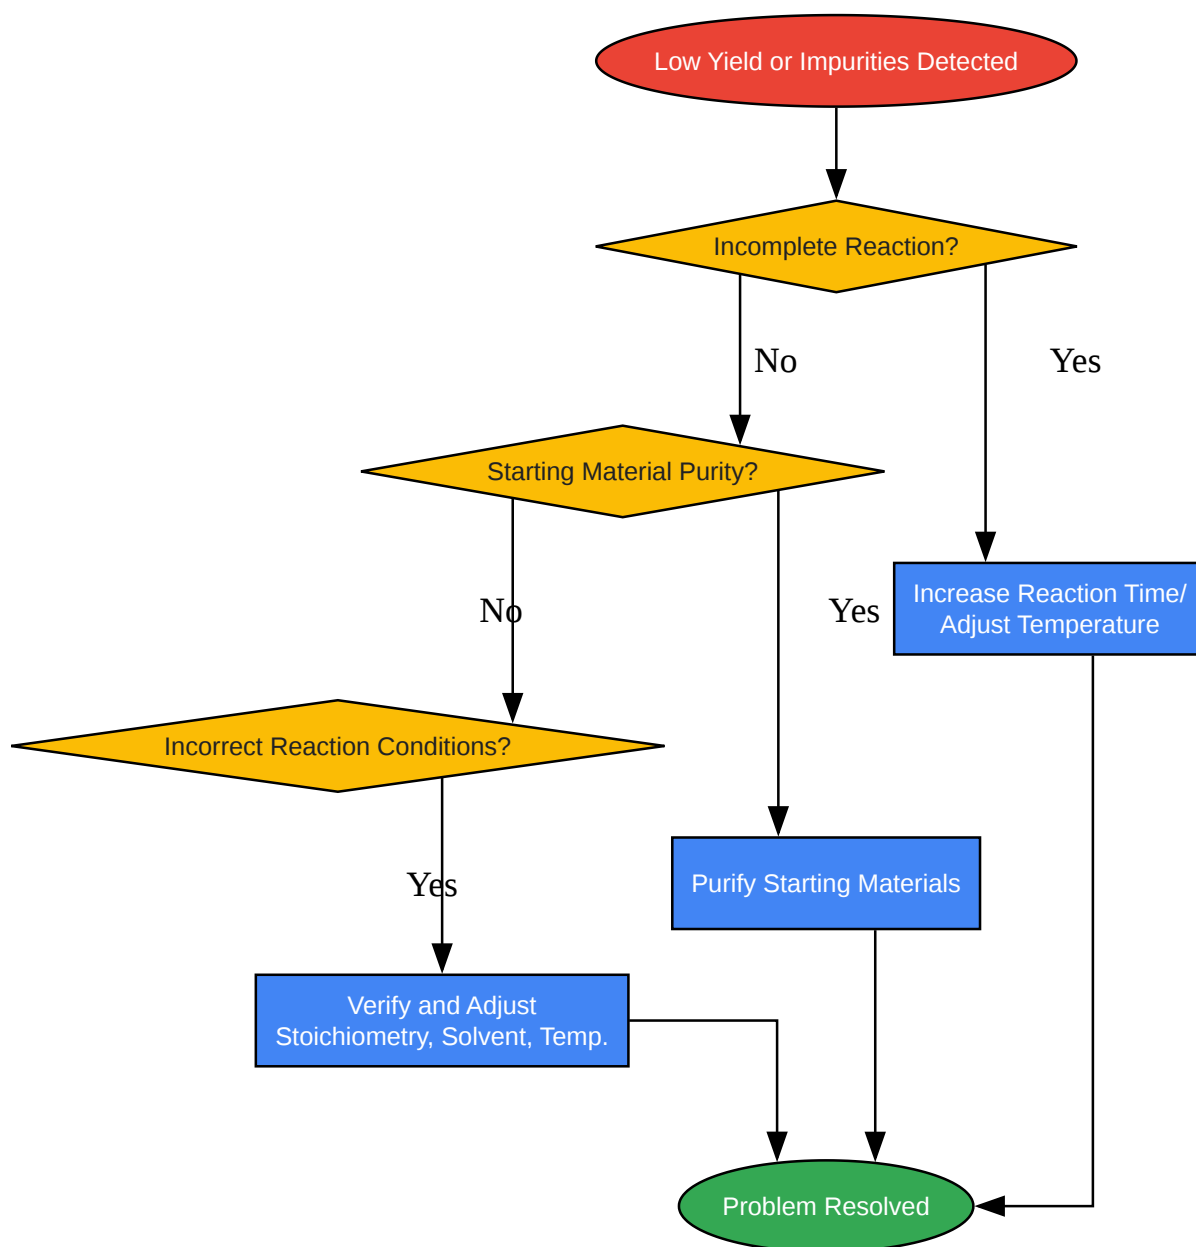 Low Yield or Impurities Detected
Incomplete Reaction?
No
Yes
Starting Material Purity?
Increase Reaction Time/
Adjust Temperature
No
Yes
Incorrect Reaction Conditions?
Purify Starting Materials
Yes
Verify and Adjust
Stoichiometry, Solvent, Temp.
Problem Resolved